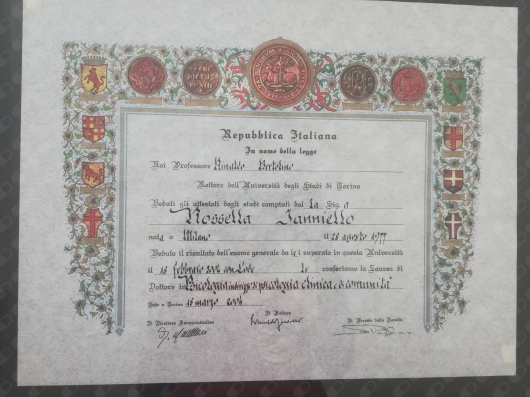 Repubblica Italiana
In nome della legge
Noi Professore Rinaldo Bertolino
Rettore dell'Università degli Studi di Torino
Veduti gli attestati degli studi compiuti dal la Sig.a
Rossella Ianniello
nata a Milano il 28 agosto 1977
Veduto il risultato dell'esame generale da lei superato in questa Università
il 16 febbraio 2004 con Lode le conferiamo la Laurea di
Dottore in Psicologia indirizzo di psicologia clinica e di comunità
Dato a Torino 15 marzo 2004
Il Direttore Amministrativo
Il Rettore
Il Preside della Facoltà